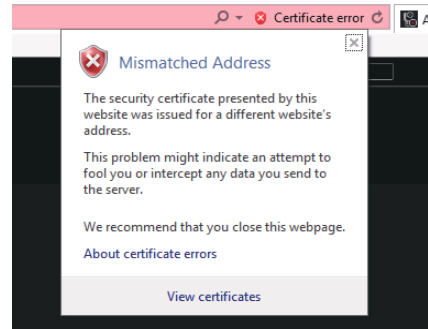 Certificate error
A
Mismatched Address
The security certificate presented by this
website was issued for a different website's
address.
This problem might indicate an attempt to
fool you or intercept any data you send to
the server.
We recommend that you close this webpage.
About certificate errors
View certificates